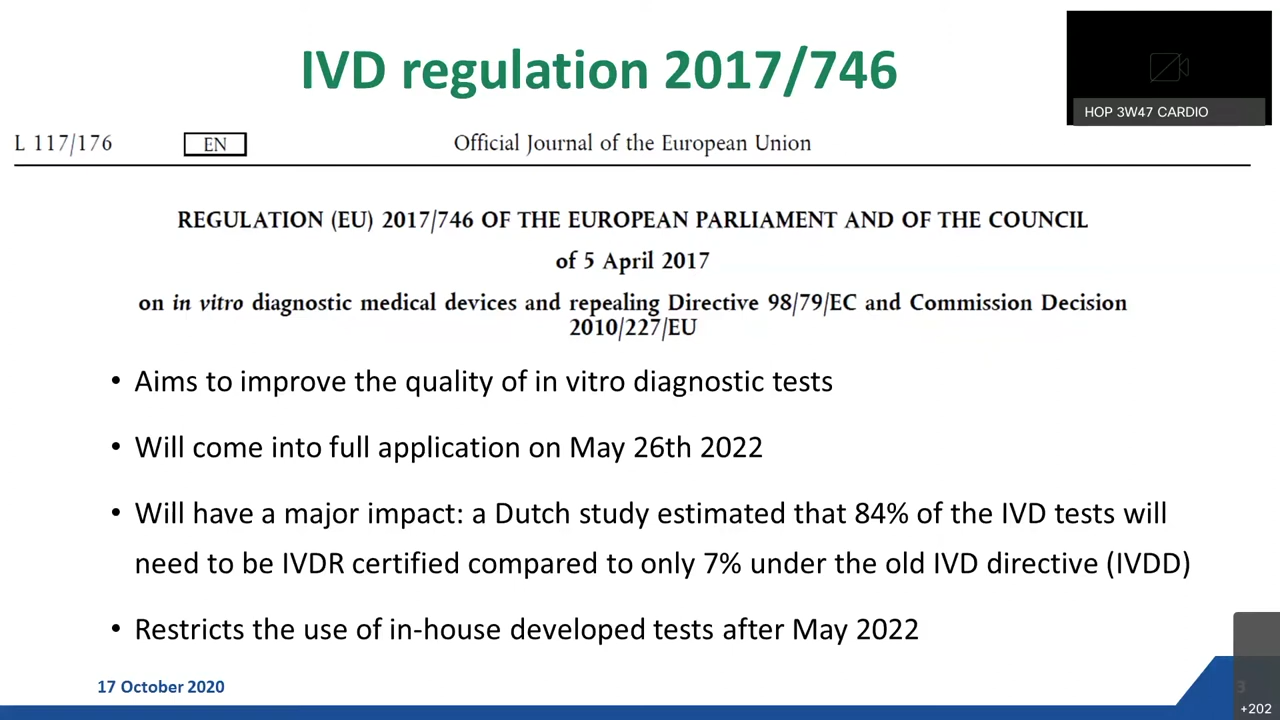 IVD regulation 2017/746
HOP 3W47 CARDIO
L 117/176 EN Official Journal of the European Union
REGULATION (EU) 2017/746 OF THE EUROPEAN PARLIAMENT AND OF THE COUNCIL
of 5 April 2017
on in vitro diagnostic medical devices and repealing Directive 98/79/EC and Commission Decision
2010/227/EU
• Aims to improve the quality of in vitro diagnostic tests
• Will come into full application on May 26th 2022
• Will have a major impact: a Dutch study estimated that 84% of the IVD tests will
need to be IVDR certified compared to only 7% under the old IVD directive (IVDD)
• Restricts the use of in-house developed tests after May 2022
17 October 2020
3
+202